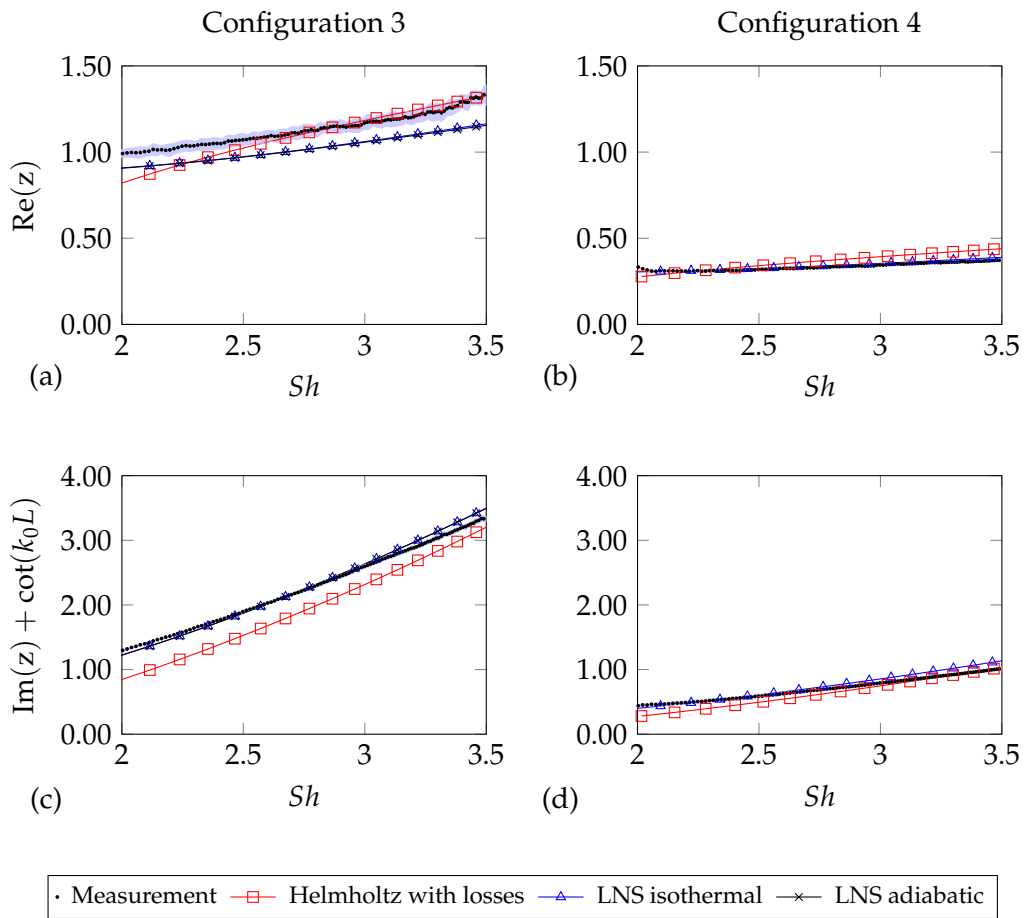 Configuration 3
Configuration 4
1.50
1.00
0.50
0.00
Re(z)
2
2.5
3
3.5
Sh
(a)
1.50
1.00
0.50
0.00
2
2.5
3
3.5
Sh
(b)
4.00
3.00
2.00
1.00
0.00
Im(z) + cot(k₀L)
2
2.5
3
3.5
Sh
(c)
4.00
3.00
2.00
1.00
0.00
2
2.5
3
3.5
Sh
(d)
Measurement Helmholtz with losses LNS isothermal LNS adiabatic